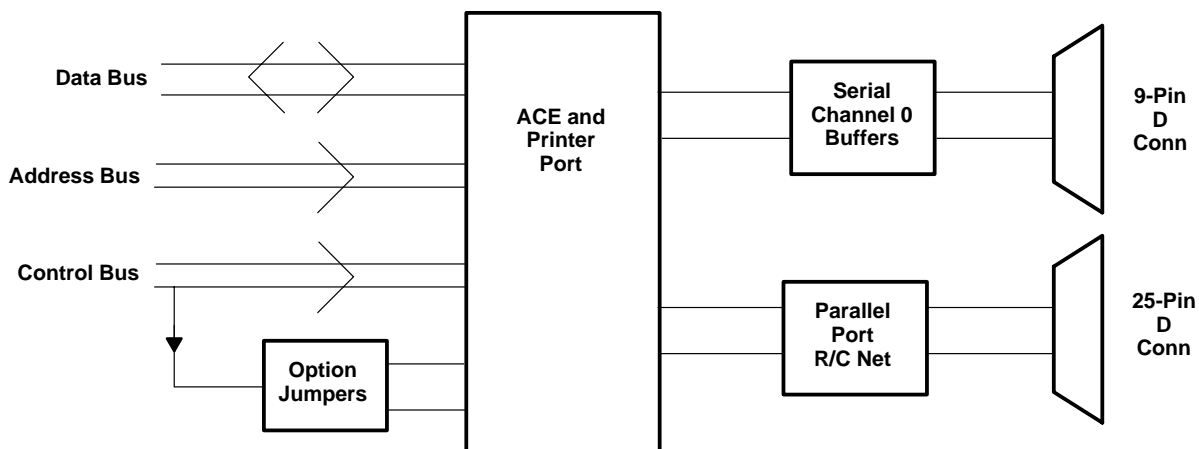 Data Bus
Address Bus
Control Bus
Option
Jumpers
ACE and
Printer
Port
Serial
Channel 0
Buffers
9-Pin
D
Conn
Parallel
Port
R/C Net
25-Pin
D
Conn